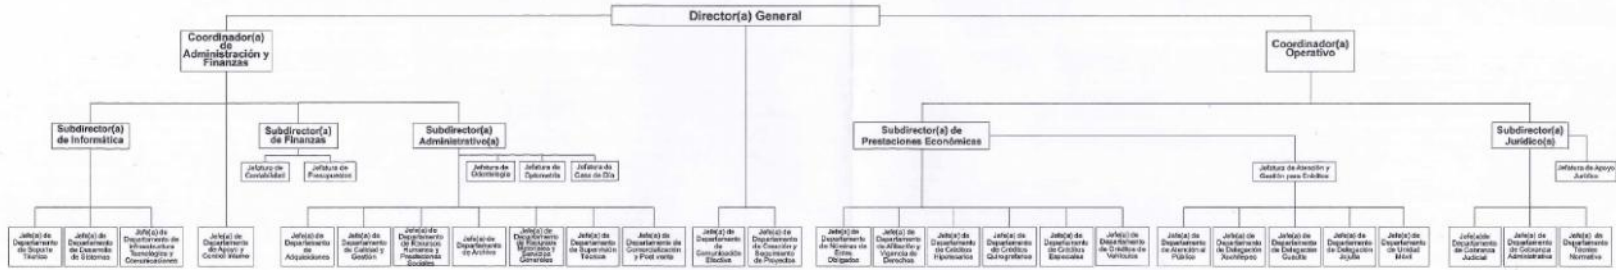 Director(a) General
Coordinador(a)
de
Administración y
Finanzas
Coordinador(a)
Operativo
Subdirector(a)
de Informática
Subdirector(a)
de Finanzas
Subdirector(a)
Administrativo(a)
Subdirector(a) de
Prestaciones Económicas
Subdirector(a)
Jurídico(a)
Jefatura de
Contabilidad
Jefatura de
Presupuestos
Jefatura de
Odontología
Jefatura de
Optometría
Jefatura de
Casa de Día
Jefatura de Atención y
Gestión para Crédito
Jefatura de Apoyo
Jurídico
Jefe(a) de
Departamento
de Soporte
Técnico
Jefe(a) de
Departamento
de Desarrollo
de Sistemas
Jefe(a) de
Departamento de
Infraestructura
Tecnológica y
Comunicaciones
Jefe(a) de
Departamento
de Apoyo y
Control Interno
Jefe(a) de
Departamento
de
Adquisiciones
Jefe(a) de
Departamento
de Calidad y
Gestión
Jefe(a) de
Departamento
de Recursos
Humanos y
Prestaciones
Sociales
Jefe(a) de
Departamento
de Archivo
Jefe(a) de
Departamento
de Recursos
Materiales y
Servicios
Generales
Jefe(a) de
Departamento
de Supervisión
Técnica
Jefe(a) de
Departamento de
Comercialización
y Post venta
Jefe(a) de
Departamento
de
Comunicación
Efectiva
Jefe(a) de
Departamento
de Creación y
Seguimiento
de Proyectos
Jefe(a) de
Departamento
de Nóminas de
Entes
Obligados
Jefe(a) de
Departamento
de Afiliación y
Vigencia de
Derechos
Jefe(a) de
Departamento
de Créditos
Hipotecarios
Jefe(a) de
Departamento
de Créditos
Quirografarios
Jefe(a) de
Departamento
de Créditos
Especiales
Jefe(a) de
Departamento
de Crédito de
Vehículos
Jefe(a) de
Departamento
de Atención al
Público
Jefe(a) de
Departamento
de Delegación
Xochitepec
Jefe(a) de
Departamento
de Delegación
Cuautla
Jefe(a) de
Departamento
de Delegación
Jojutla
Jefe(a) de
Departamento
de Unidad
Móvil
Jefe(a) de
Departamento
de Cobranza
Judicial
Jefe(a) de
Departamento
de Cobranza
Administrativa
Jefe(a) de
Departamento
Técnico
Normativo